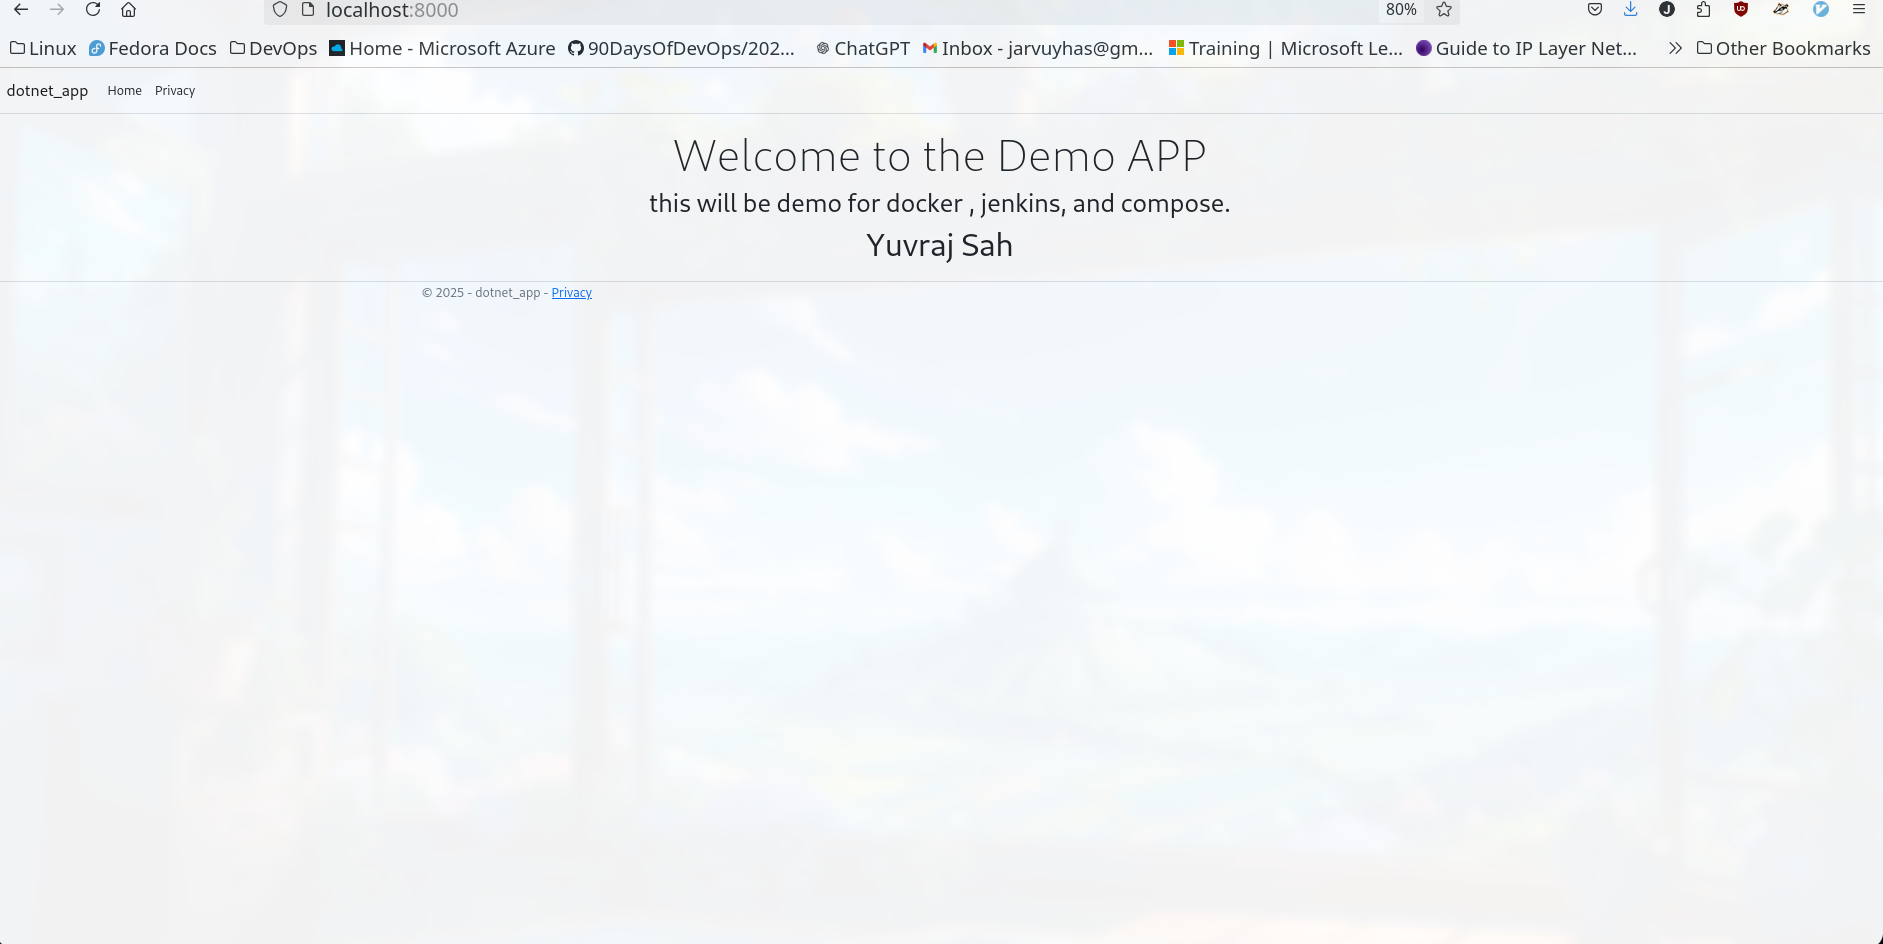 localhost:8000
80%
Linux Fedora Docs DevOps Home - Microsoft Azure 90DaysOfDevOps/202... ChatGPT Inbox - jarvuyhas@gm... Training | Microsoft Le... Guide to IP Layer Net... Other Bookmarks
dotnet_app Home Privacy
Welcome to the Demo APP
this will be demo for docker , jenkins, and compose.
Yuvraj Sah
© 2025 - dotnet_app - Privacy